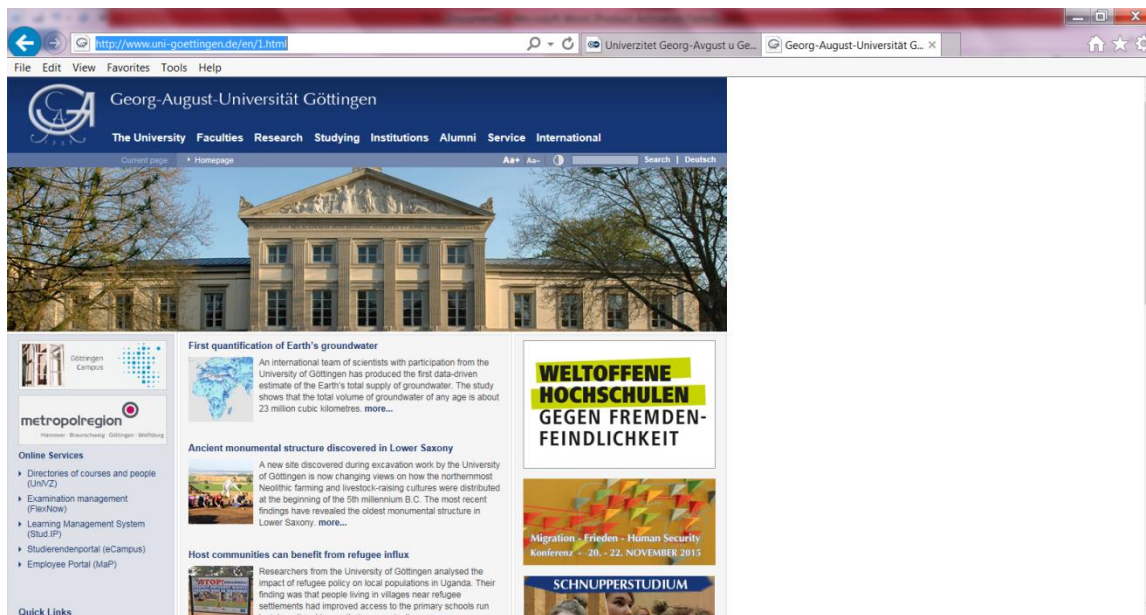 http://www.uni-goettingen.de/en/1.html
Univerzitet Georg-Avgust u Ge...
Georg-August-Universität G...
File Edit View Favorites Tools Help
Georg-August-Universität Göttingen
The University Faculties Research Studying Institutions Alumni Service International
Current page Homepage
Aa+ Aa- Search | Deutsch
Göttingen
Campus
metropolregion
Hannover Braunschweig Göttingen Wolfsburg
Online Services
Directories of courses and people
(UniVZ)
Examination management
(FlexNow)
Learning Management System
(Stud.IP)
Studierendenportal (eCampus)
Employee Portal (MaP)
Quick Links
First quantification of Earth's groundwater
An international team of scientists with participation from the
University of Göttingen has produced the first data-driven
estimate of the Earth's total supply of groundwater. The study
shows that the total volume of groundwater of any age is about
23 million cubic kilometres. more...
Ancient monumental structure discovered in Lower Saxony
A new site discovered during excavation work by the University
of Göttingen is now changing views on how the northernmost
Neolithic farming and livestock-raising cultures were distributed
at the beginning of the 5th millennium B.C. The most recent
findings have revealed the oldest monumental structure in
Lower Saxony. more...
Host communities can benefit from refugee influx
STOP!
Researchers from the University of Göttingen analysed the
impact of refugee policy on local populations in Uganda. Their
finding was that people living in villages near refugee
settlements had improved access to the primary schools run
WELTOFFENE
HOCHSCHULEN
GEGEN FREMDEN-
FEINDLICHKEIT
Migration - Frieden - Human Security
Konferenz - 20. - 22. NOVEMBER 2015
SCHNUPPERSTUDIUM